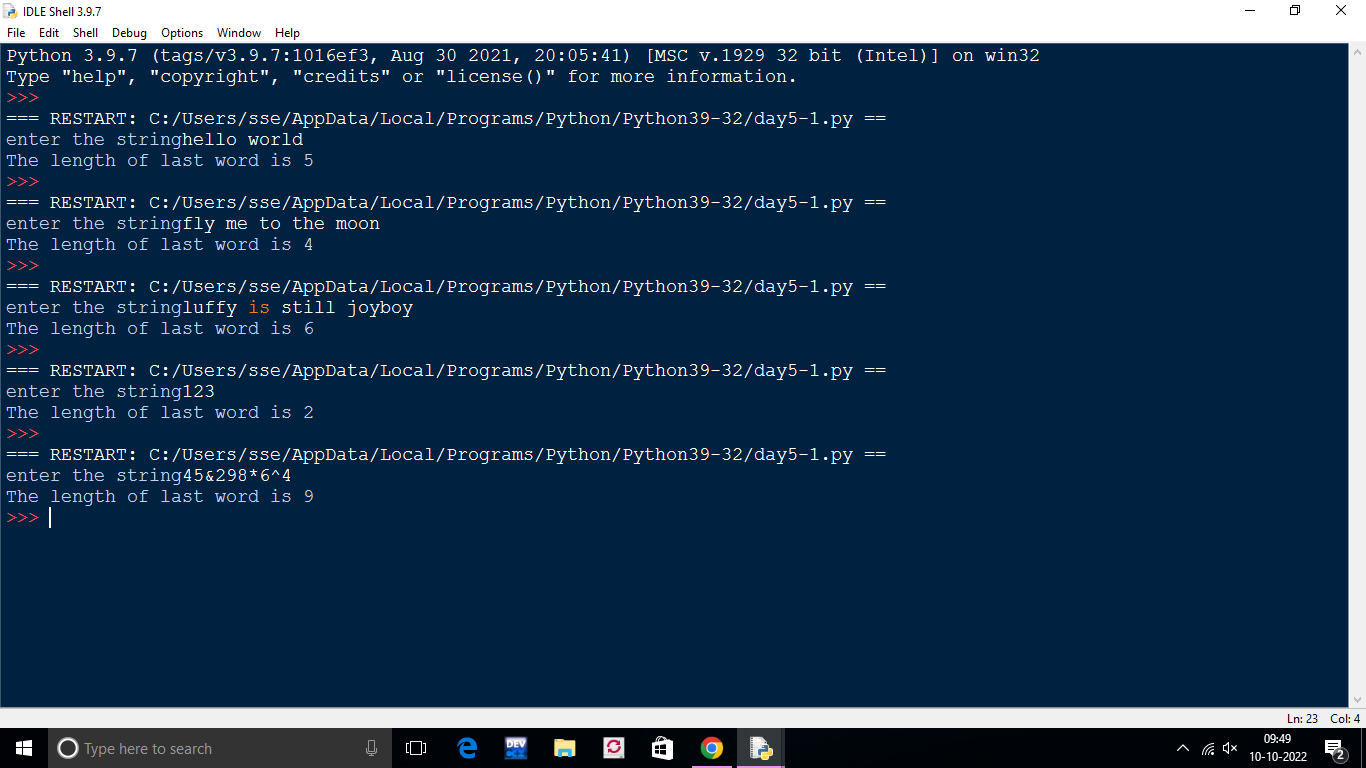 IDLE Shell 3.9.7
File Edit Shell Debug Options Window Help
Python 3.9.7 (tags/v3.9.7:1016ef3, Aug 30 2021, 20:05:41) [MSC v.1929 32 bit (Intel)] on win32
Type "help", "copyright", "credits" or "license()" for more information.
>>>
=== RESTART: C:/Users/sse/AppData/Local/Programs/Python/Python39-32/day5-1.py ==
enter the stringhello world
The length of last word is 5
>>>
=== RESTART: C:/Users/sse/AppData/Local/Programs/Python/Python39-32/day5-1.py ==
enter the stringfly me to the moon
The length of last word is 4
>>>
=== RESTART: C:/Users/sse/AppData/Local/Programs/Python/Python39-32/day5-1.py ==
enter the stringluffy is still joyboy
The length of last word is 6
>>>
=== RESTART: C:/Users/sse/AppData/Local/Programs/Python/Python39-32/day5-1.py ==
enter the string123
The length of last word is 2
>>>
=== RESTART: C:/Users/sse/AppData/Local/Programs/Python/Python39-32/day5-1.py ==
enter the string45&298*6^4
The length of last word is 9
>>>
Ln: 23 Col: 4
Type here to search
DEV
C++
09:49
10-10-2022
2